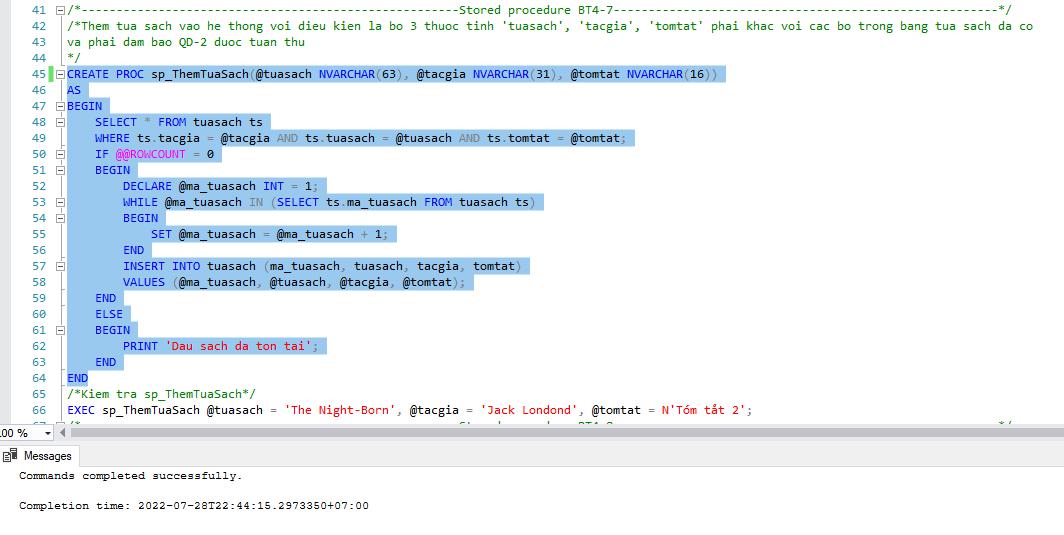 41 /*------------------------------------------------------Stored procedure BT4-7------------------------------------------------------*/
42 /*Them tua sach vao he thong voi dieu kien la bo 3 thuoc tinh 'tuasach', 'tacgia', 'tomtat' phai khac voi cac bo trong bang tua sach da co
43 va phai dam bao QD-2 duoc tuan thu
44 */
45 CREATE PROC sp_ThemTuaSach(@tuasach NVARCHAR(63), @tacgia NVARCHAR(31), @tomtat NVARCHAR(16))
46 AS
47 BEGIN
48 SELECT * FROM tuasach ts
49 WHERE ts.tacgia = @tacgia AND ts.tuasach = @tuasach AND ts.tomtat = @tomtat;
50 IF @@ROWCOUNT = 0
51 BEGIN
52 DECLARE @ma_tuasach INT = 1;
53 WHILE @ma_tuasach IN (SELECT ts.ma_tuasach FROM tuasach ts)
54 BEGIN
55 SET @ma_tuasach = @ma_tuasach + 1;
56 END
57 INSERT INTO tuasach (ma_tuasach, tuasach, tacgia, tomtat)
58 VALUES (@ma_tuasach, @tuasach, @tacgia, @tomtat);
59 END
60 ELSE
61 BEGIN
62 PRINT 'Dau sach da ton tai';
63 END
64 END
65 /*Kiem tra sp_ThemTuaSach*/
66 EXEC sp_ThemTuaSach @tuasach = 'The Night-Born', @tacgia = 'Jack Londond', @tomtat = N'Tóm tắt 2';
00 %
Messages
Commands completed successfully.
Completion time: 2022-07-28T22:44:15.2973350+07:00